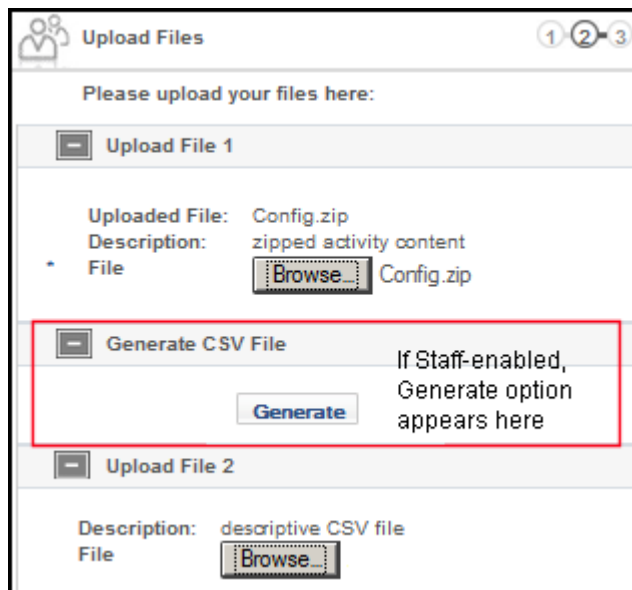 Upload Files
1 2 3
Please upload your files here:
Upload File 1
Uploaded File: Config.zip
Description: zipped activity content
* File Browse... Config.zip
Generate CSV File
If Staff-enabled,
Generate option
appears here
Generate
Upload File 2
Description: descriptive CSV file
File Browse...